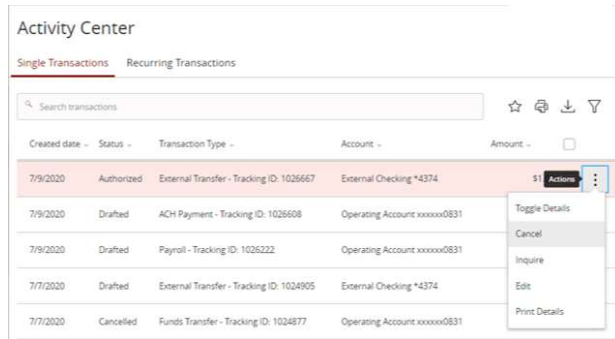 Activity Center
Single Transactions Recurring Transactions
Search transactions
Created date Status Transaction Type Account Amount
7/9/2020 Authorized External Transfer - Tracking ID: 1026667 External Checking *4374 $1 Actions
Toggle Details
7/9/2020 Drafted ACH Payment - Tracking ID: 1026608 Operating Account xxxxxx0831
Cancel
7/9/2020 Drafted Payroll - Tracking ID: 1026222 Operating Account xxxxxx0831
Inquire
7/7/2020 Drafted External Transfer - Tracking ID: 1024905 External Checking *4374
Edit
Print Details
7/7/2020 Cancelled Funds Transfer - Tracking ID: 1024877 Operating Account xxxxxx0831